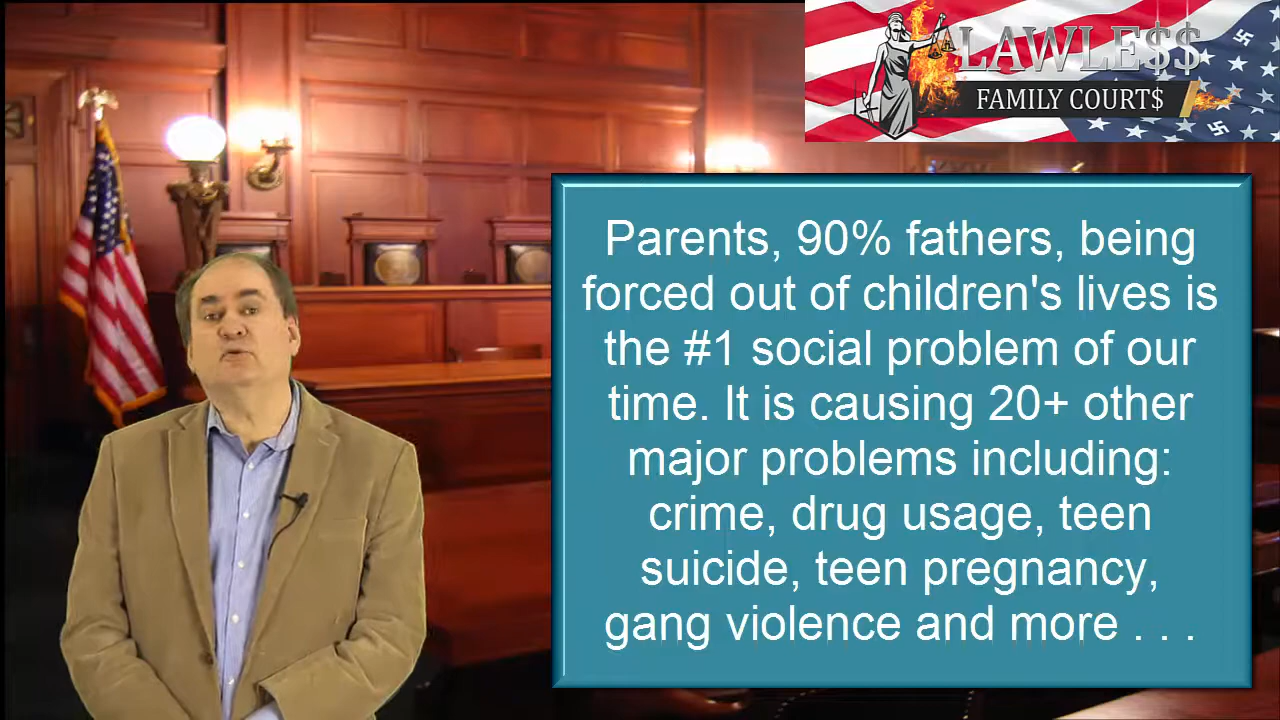 LAWLE$$
FAMILY COURT$
Parents, 90% fathers, being
forced out of children's lives is
the #1 social problem of our
time. It is causing 20+ other
major problems including:
crime, drug usage, teen
suicide, teen pregnancy,
gang violence and more . . .